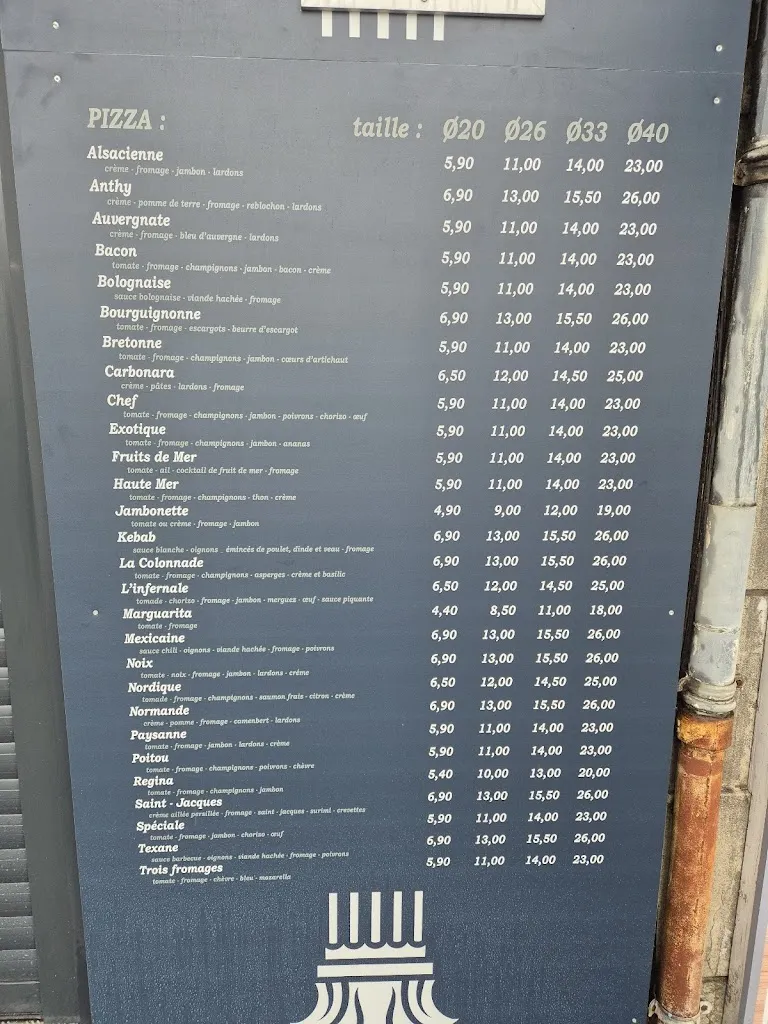 PIZZA : taille : Ø20 Ø26 Ø33 Ø40
Alsacienne 5,90 11,00 14,00 23,00
crème - fromage - jambon - lardons
Anthy 6,90 13,00 15,50 26,00
crème - pomme de terre - fromage - reblochon - lardons
Auvergnate 5,90 11,00 14,00 23,00
crème - fromage - bleu d'auvergne - lardons
Bacon 5,90 11,00 14,00 23,00
tomate - fromage - champignons - jambon - bacon - crème
Bolognaise 5,90 11,00 14,00 23,00
sauce bolognaise - viande hachée - fromage
Bourguignonne 6,90 13,00 15,50 26,00
tomate - fromage - escargots - beurre d'escargot
Bretonne 5,90 11,00 14,00 23,00
tomate - fromage - champignons - jambon - cœurs d'artichaut
Carbonara 6,50 12,00 14,50 25,00
crème - pâtes - lardons - fromage
Chef 5,90 11,00 14,00 23,00
tomate - fromage - champignons - jambon - poivrons - chorizo - œuf
Exotique 5,90 11,00 14,00 23,00
tomate - fromage - champignons - jambon - ananas
Fruits de Mer 5,90 11,00 14,00 23,00
tomate - ail - cocktail de fruit de mer - fromage
Haute Mer 5,90 11,00 14,00 23,00
tomate - fromage - champignons - thon - crème
Jambonette 4,90 9,00 12,00 19,00
tomate ou crème - fromage - jambon
Kebab 6,90 13,00 15,50 26,00
sauce blanche - oignons - émincés de poulet, dinde et veau - fromage
La Colonnade 6,90 13,00 15,50 26,00
tomate - fromage - champignons - asperges - crème et basilic
L'infernale 6,50 12,00 14,50 25,00
tomade - chorizo - fromage - jambon - merguez - œuf - sauce piquante
Marguarita 4,40 8,50 11,00 18,00
tomate - fromage
Mexicaine 6,90 13,00 15,50 26,00
sauce chili - oignons - viande hachée - fromage - poivrons
Noix 6,90 13,00 15,50 26,00
tomate - noix - fromage - jambon - lardons - crème
Nordique 6,50 12,00 14,50 25,00
tomade - fromage - champignons - saumon frais - citron - crème
Normande 6,90 13,00 15,50 26,00
crème - pomme - fromage - camenbert - lardons
Paysanne 5,90 11,00 14,00 23,00
tomate - fromage - jambon - lardons - crème
Poitou 5,90 11,00 14,00 23,00
tomate - fromage - champignons - poivrons - chèvre
Regina 5,40 10,00 13,00 20,00
tomate - fromage - champignons - jambon
Saint - Jacques 6,90 13,00 15,50 26,00
crème aillée persillée - fromage - saint jacques - surimi - crevettes
Spéciale 5,90 11,00 14,00 23,00
tomate - fromage - jambon - chorizo - œuf
Texane 6,90 13,00 15,50 26,00
sauce barbecue - oignons - viande hachée - fromage - poivrons
Trois fromages 5,90 11,00 14,00 23,00
tomate - fromage - chèvre - bleu - mozarella